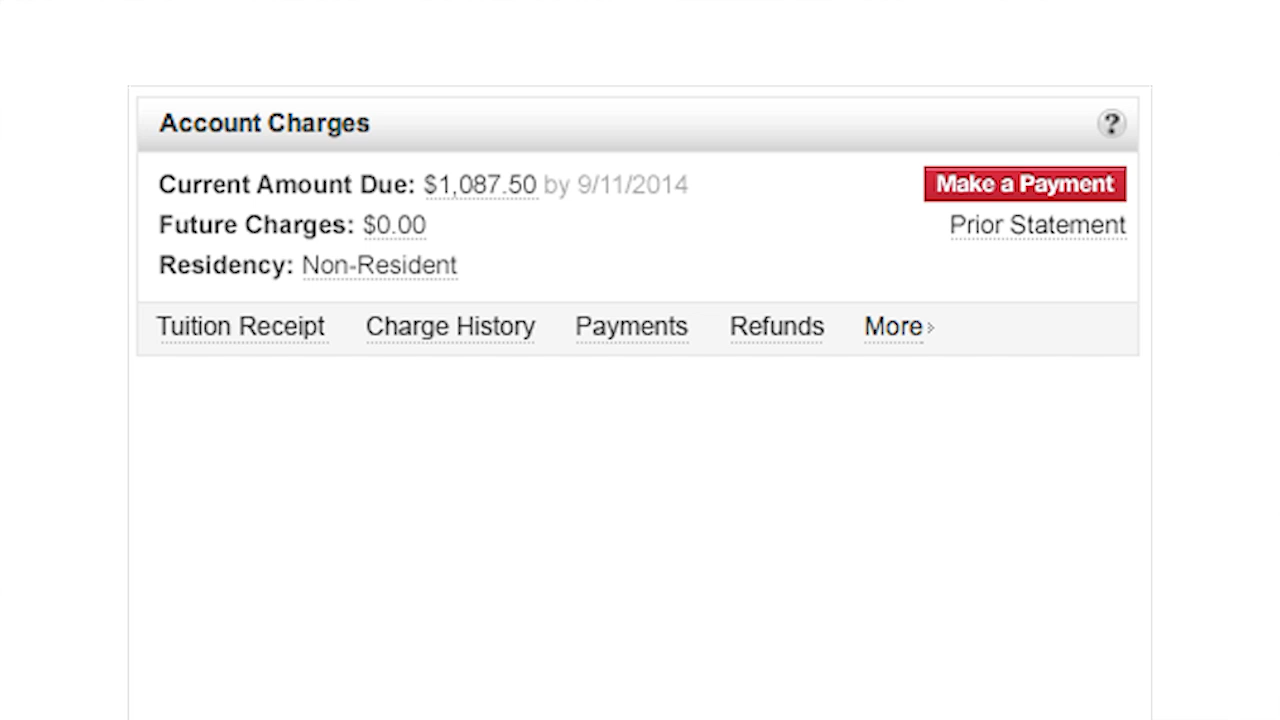 Account Charges ?
Current Amount Due: $1,087.50 by 9/11/2014 Make a Payment
Future Charges: $0.00 Prior Statement
Residency: Non-Resident
Tuition Receipt Charge History Payments Refunds More